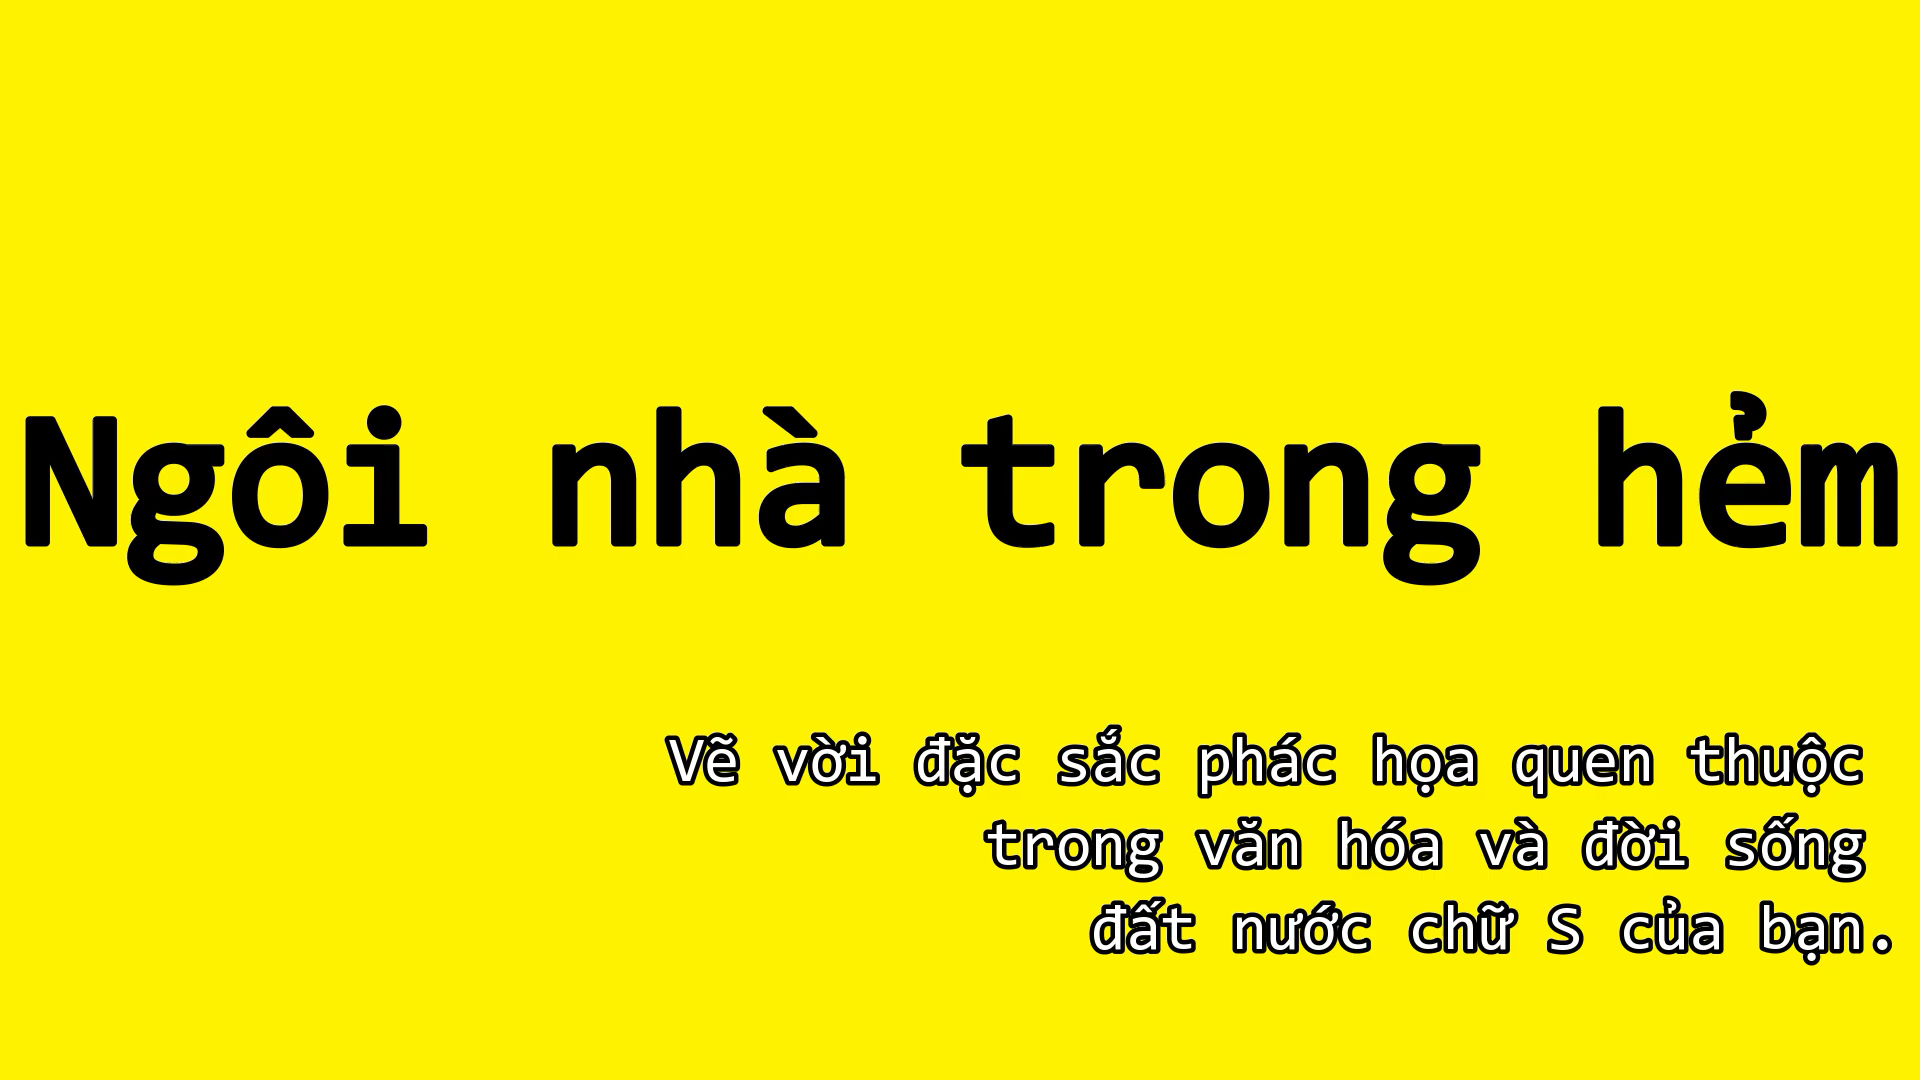 Ngôi nhà trong hẻm
Vẽ vời đặc sắc phác họa quen thuộc
trong văn hóa và đời sống
đất nước chữ S của bạn.